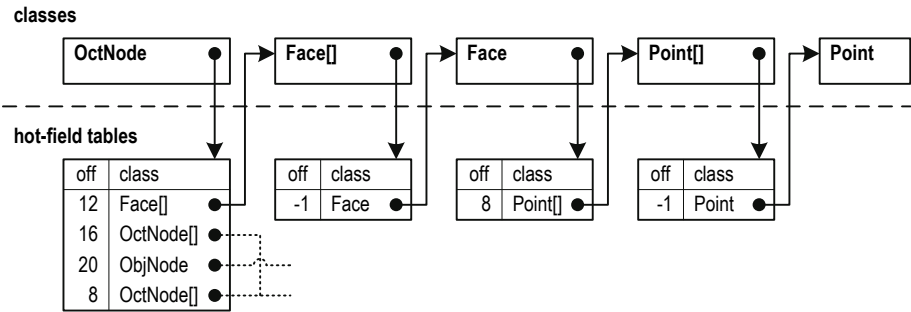 classes
OctNode Face[] Face Point[] Point
hot-field tables
off class off class off class off class
12 Face[] -1 Face 8 Point[] -1 Point
16 OctNode[]
20 ObjNode
8 OctNode[]